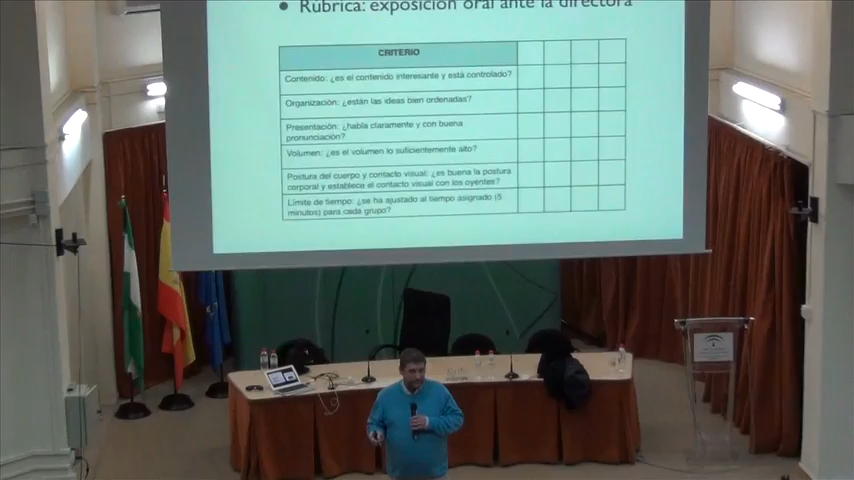 • Rúbrica: exposición oral ante la directora
CRITERIO
Contenido: ¿es el contenido interesante y está controlado?
Organización: ¿están las ideas bien ordenadas?
Presentación: ¿habla claramente y con buena
pronunciación?
Volumen: ¿es el volumen lo suficientemente alto?
Postura del cuerpo y contacto visual: ¿es buena la postura
corporal y establece el contacto visual con los oyentes?
Límite de tiempo: ¿se ha ajustado al tiempo asignado (5
minutos) para cada grupo?